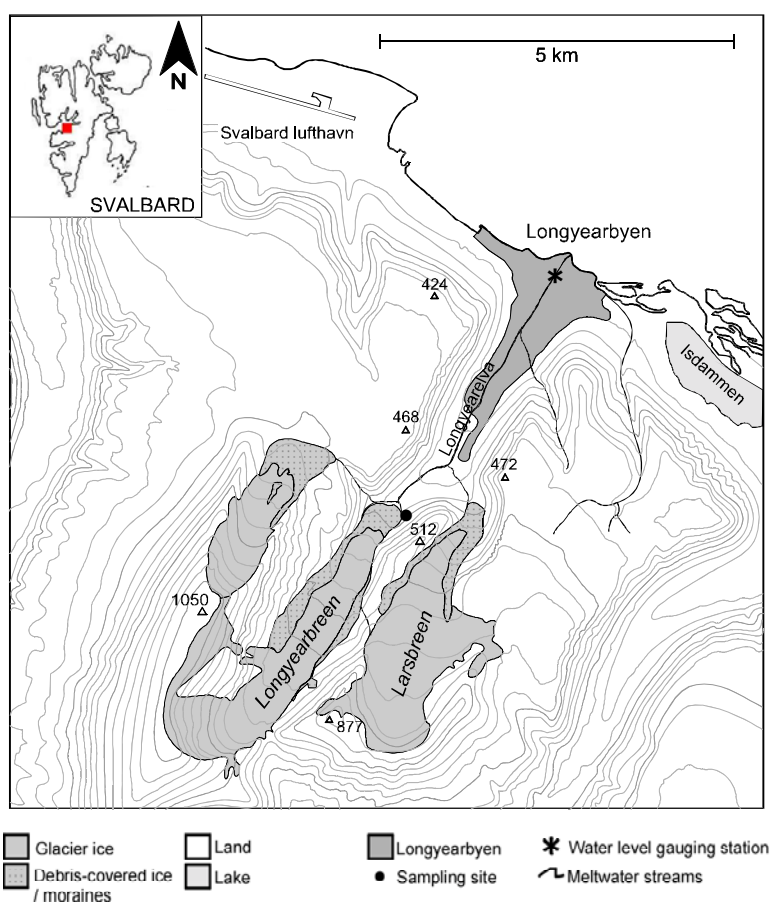 N
SVALBARD
5 km
Svalbard lufthavn
Longyearbyen
424
Isdammen
Longyearelva
468
472
512
1050
Longyearbreen
Larsbreen
877
Glacier ice
Land
Longyearbyen
Water level gauging station
Debris-covered ice
/ moraines
Lake
Sampling site
Meltwater streams